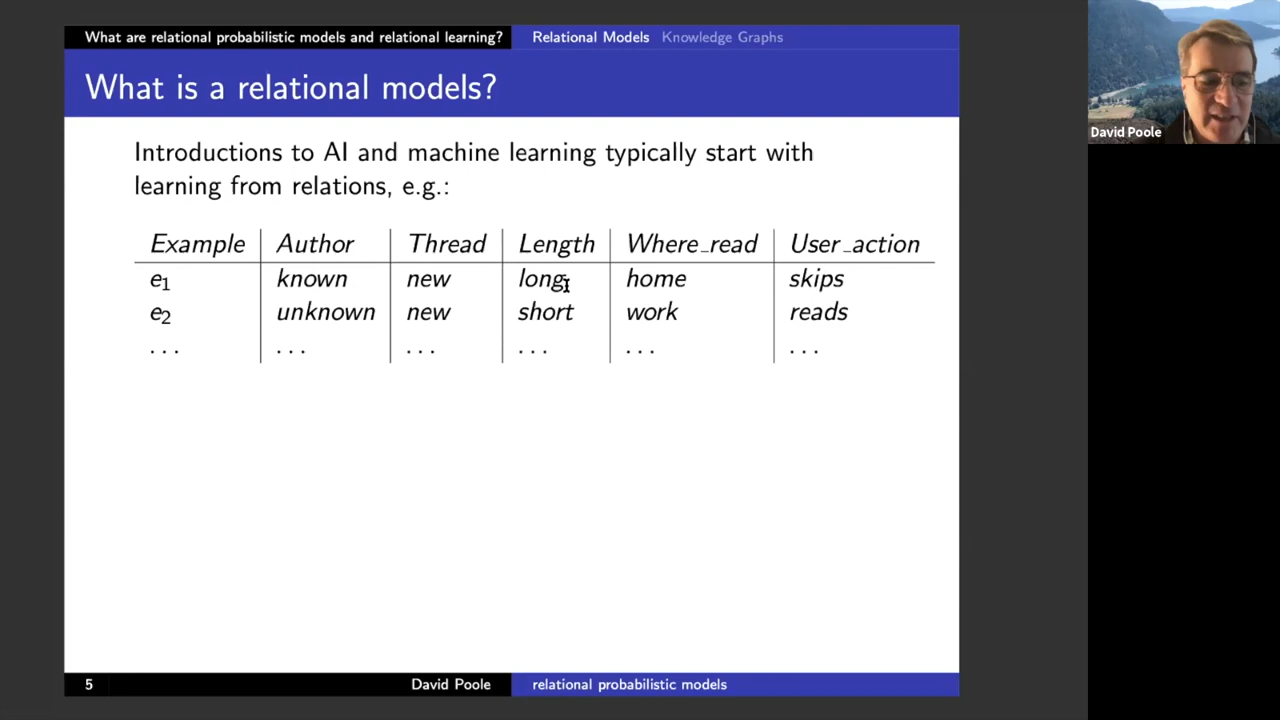 What are relational probabilistic models and relational learning? Relational Models Knowledge Graphs
What is a relational models?
David Poole
Introductions to AI and machine learning typically start with
learning from relations, e.g.:
Example Author Thread Length Where_read User_action
e1 known new long home skips
e2 unknown new short work reads
... ... ... ... ... ...
5 David Poole relational probabilistic models